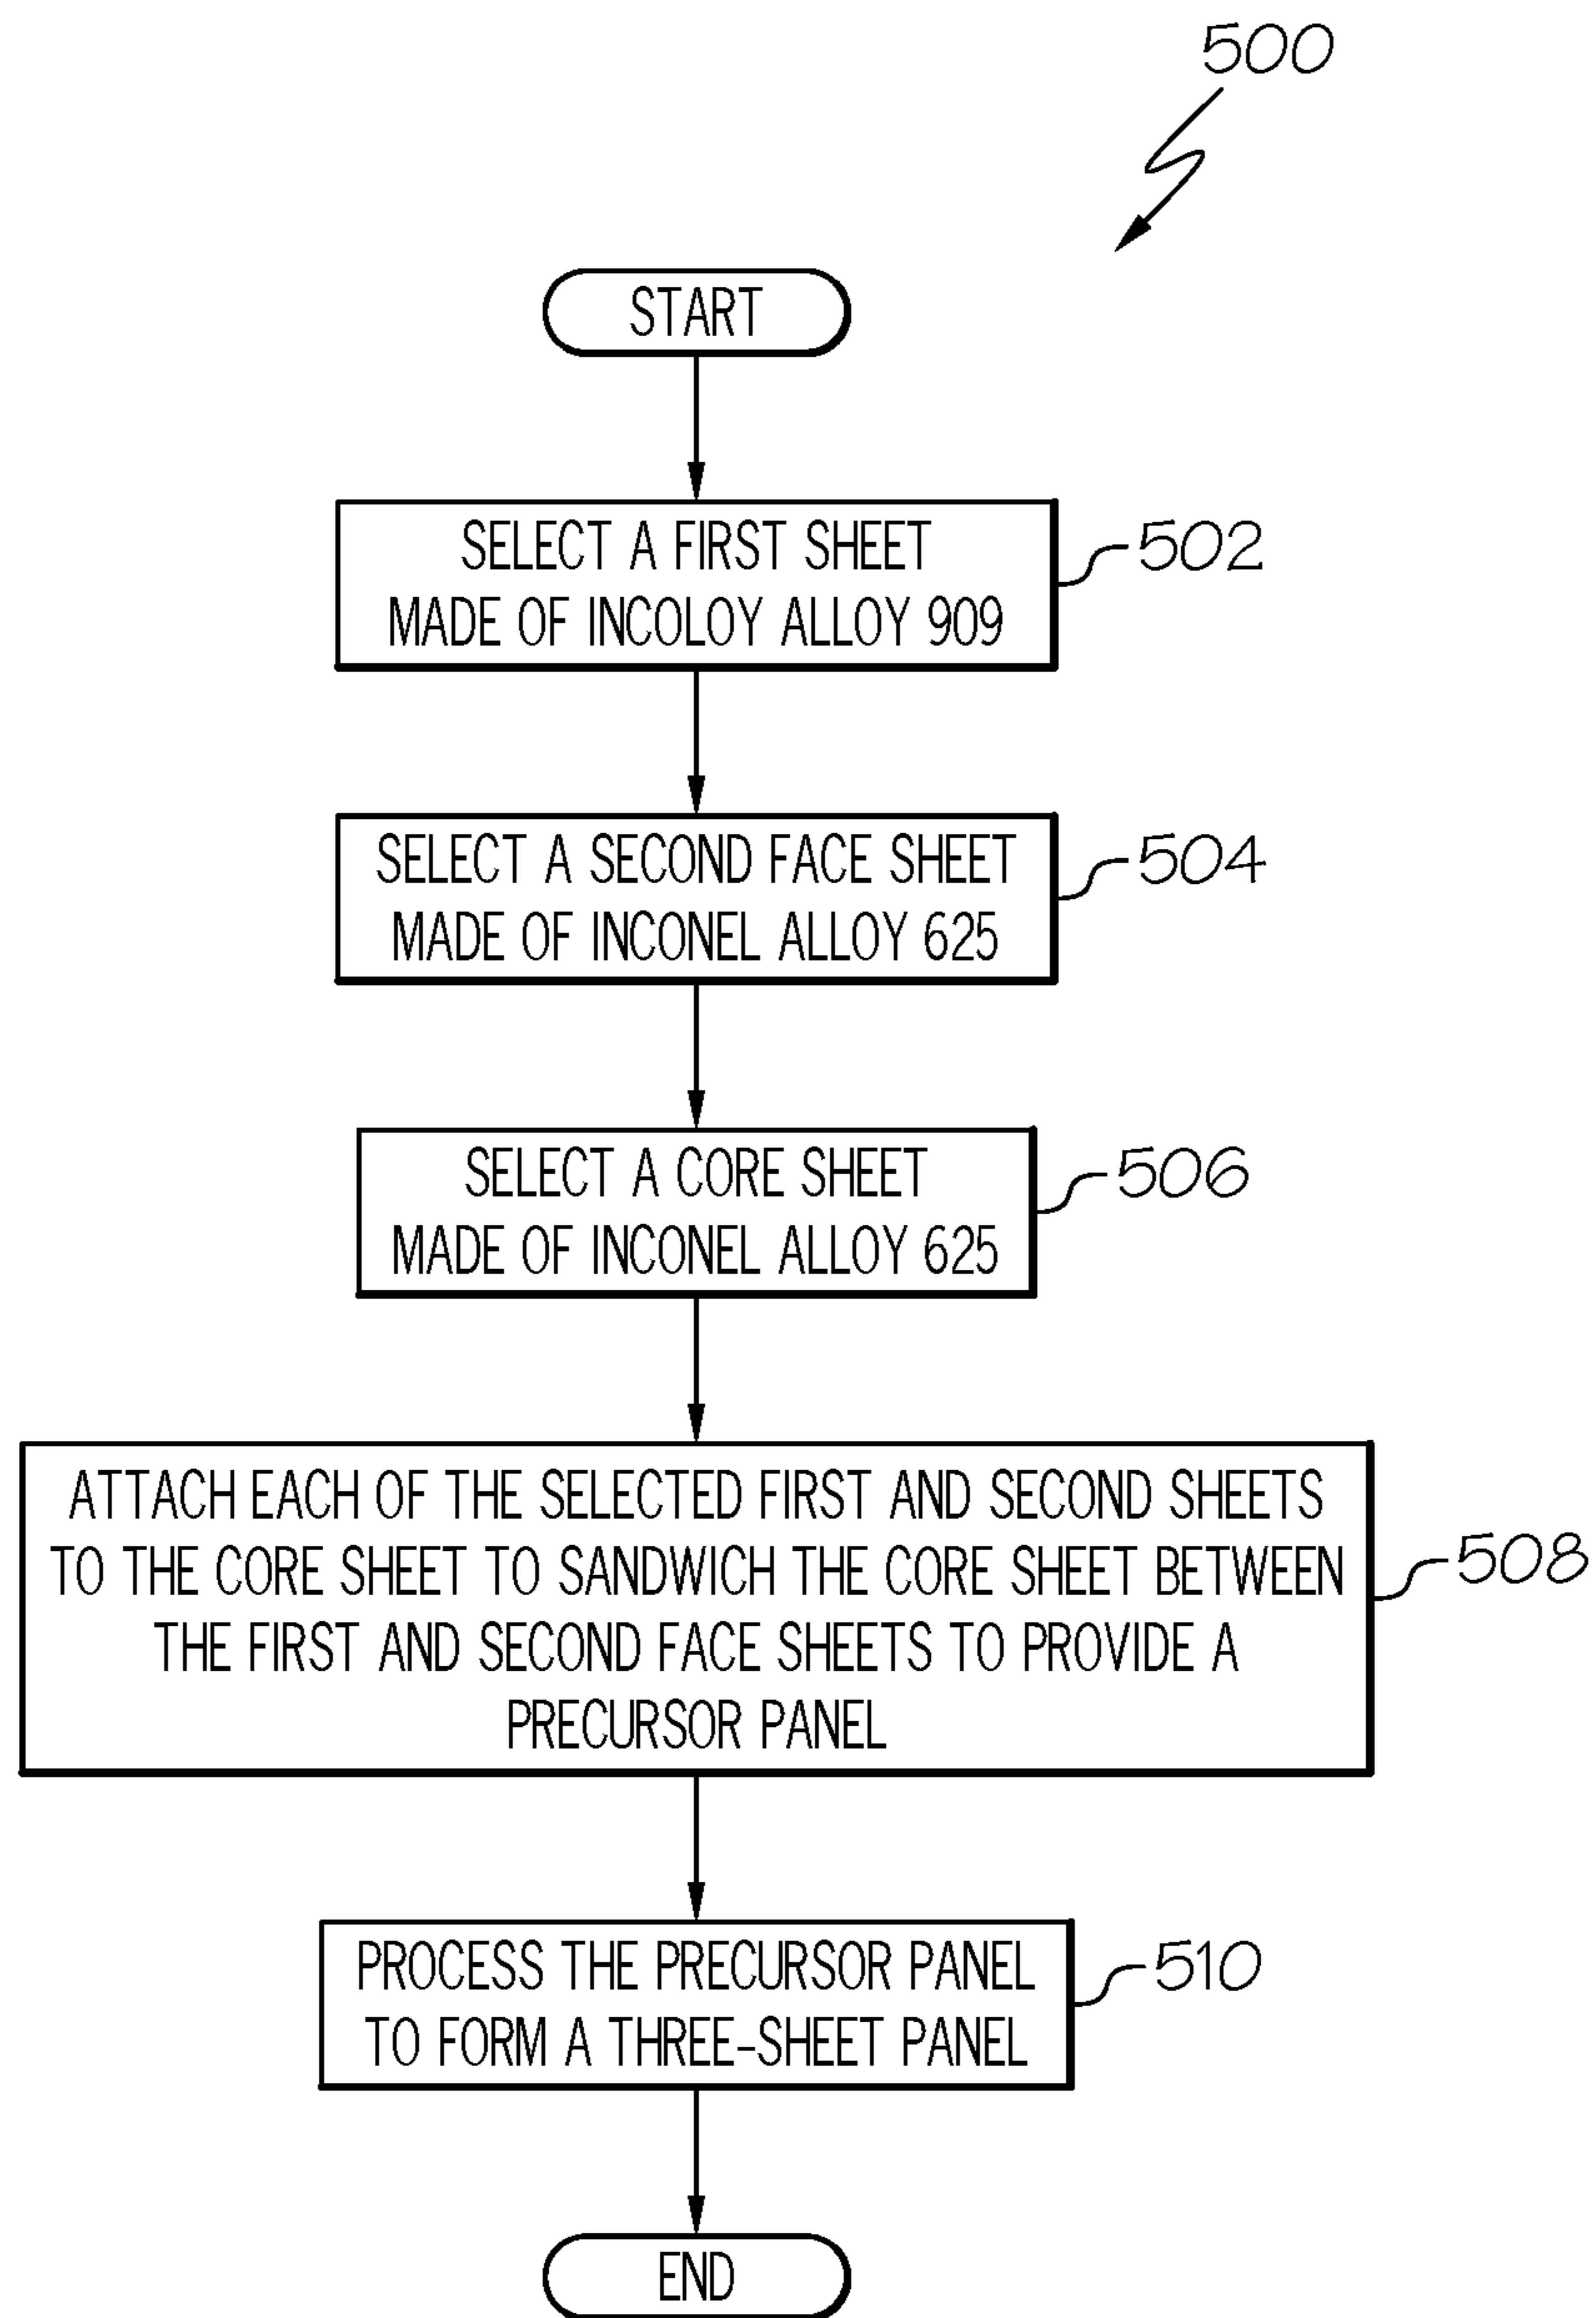 500
START
SELECT A FIRST SHEET
MADE OF INCOLOY ALLOY 909
502
SELECT A SECOND FACE SHEET
MADE OF INCONEL ALLOY 625
504
SELECT A CORE SHEET
MADE OF INCONEL ALLOY 625
506
ATTACH EACH OF THE SELECTED FIRST AND SECOND SHEETS
TO THE CORE SHEET TO SANDWICH THE CORE SHEET BETWEEN
THE FIRST AND SECOND FACE SHEETS TO PROVIDE A
PRECURSOR PANEL
508
PROCESS THE PRECURSOR PANEL
TO FORM A THREE-SHEET PANEL
510
END